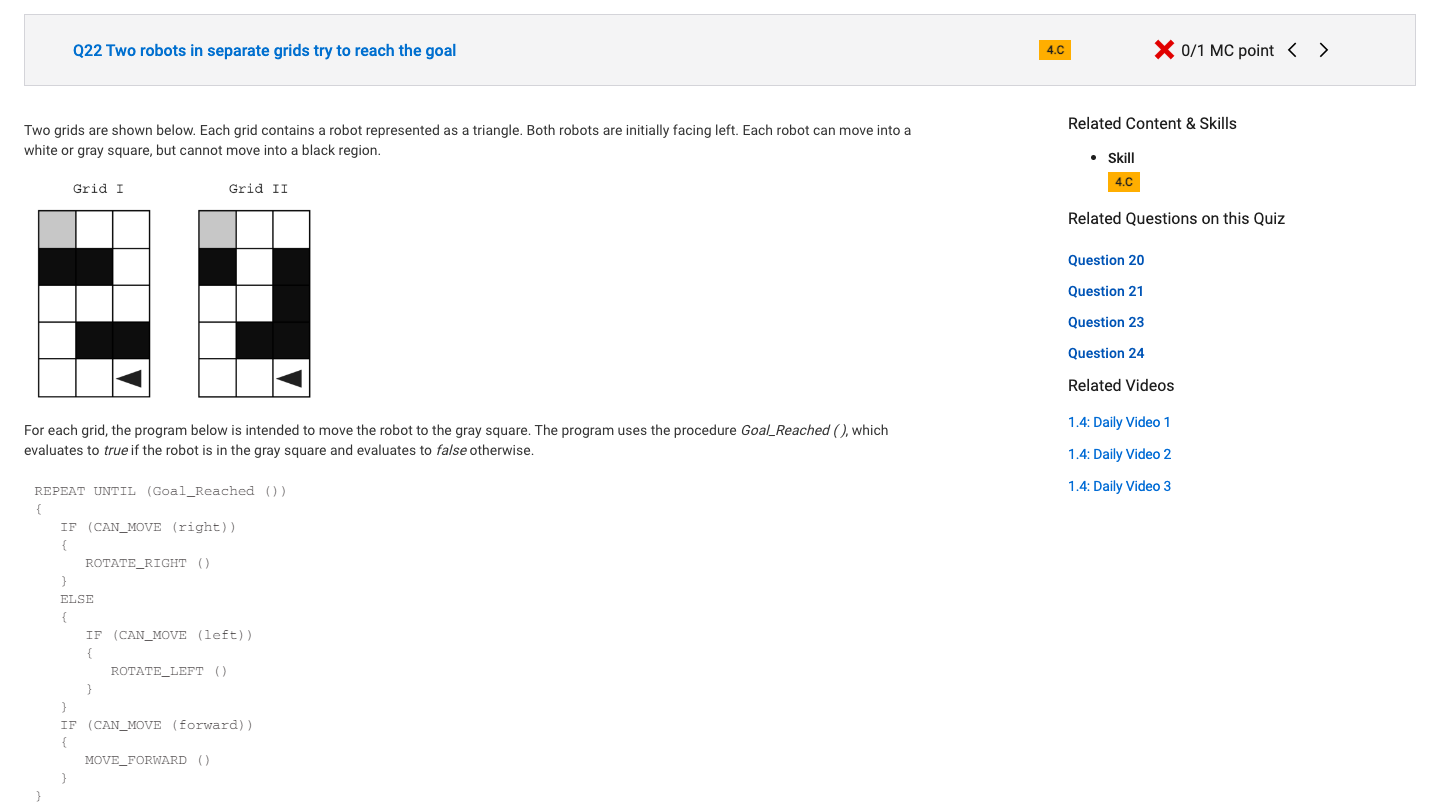 Q22 Two robots in separate grids try to reach the goal
4.C
0/1 MC point
Two grids are shown below. Each grid contains a robot represented as a triangle. Both robots are initially facing left. Each robot can move into a
white or gray square, but cannot move into a black region.
Grid I
Grid II
For each grid, the program below is intended to move the robot to the gray square. The program uses the procedure Goal_Reached ( ), which
evaluates to true if the robot is in the gray square and evaluates to false otherwise.
REPEAT UNTIL (Goal_Reached ())
{
IF (CAN_MOVE (right))
{
ROTATE_RIGHT ()
}
ELSE
{
IF (CAN_MOVE (left))
{
ROTATE_LEFT ()
}
}
IF (CAN_MOVE (forward))
{
MOVE_FORWARD ()
}
}
Related Content & Skills
Skill
4.C
Related Questions on this Quiz
Question 20
Question 21
Question 23
Question 24
Related Videos
1.4: Daily Video 1
1.4: Daily Video 2
1.4: Daily Video 3